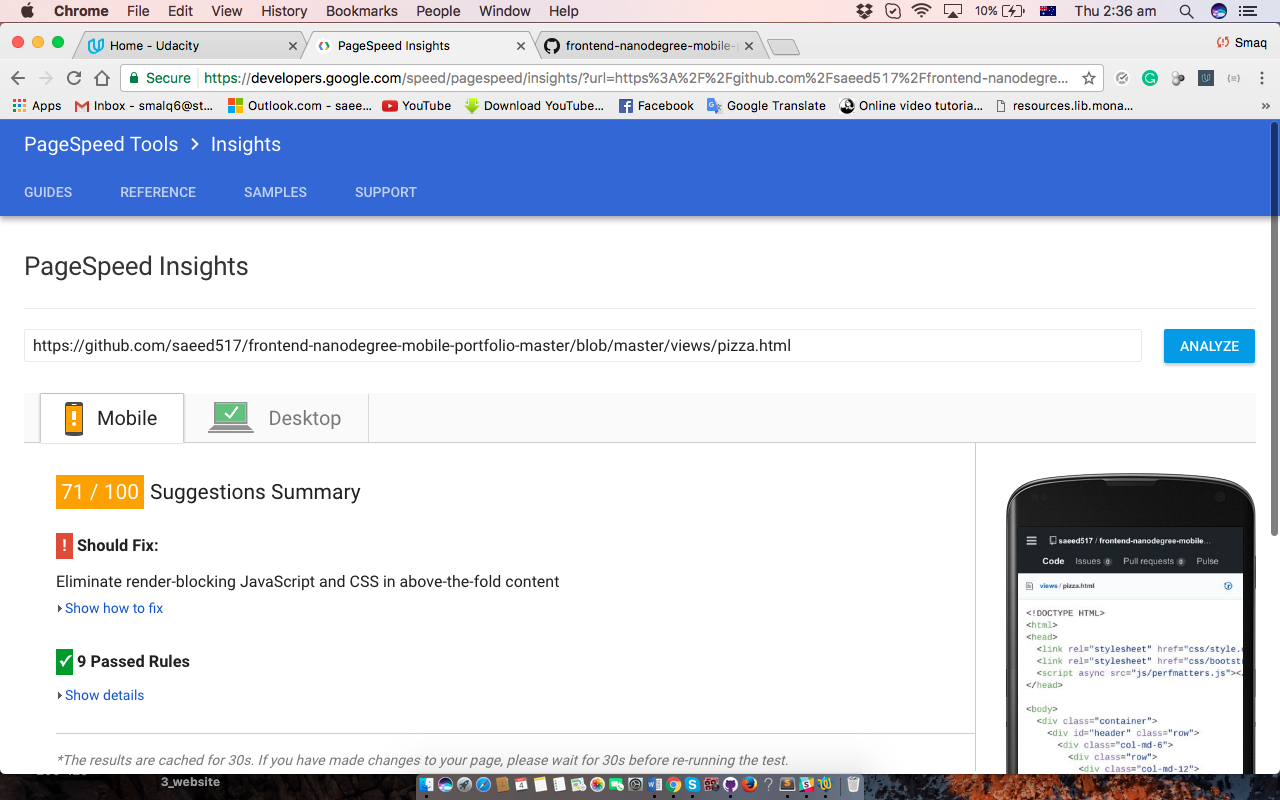 Chrome File Edit View History Bookmarks People Window Help 10% Thu 2:36 am
Home - Udacity PageSpeed Insights frontend-nanodegree-mobile- Smaq
Secure https://developers.google.com/speed/pagespeed/insights/?url=https%3A%2F%2Fgithub.com%2Fsaeed517%2Ffrontend-nanodegre...
Apps Inbox - smalq6@st... Outlook.com - saee... YouTube Download YouTube... Facebook Google Translate Online video tutoria... resources.lib.mona... »
PageSpeed Tools > Insights
GUIDES REFERENCE SAMPLES SUPPORT
PageSpeed Insights
https://github.com/saeed517/frontend-nanodegree-mobile-portfolio-master/blob/master/views/pizza.html ANALYZE
Mobile Desktop
71 / 100 Suggestions Summary
! Should Fix:
Eliminate render-blocking JavaScript and CSS in above-the-fold content
Show how to fix
9 Passed Rules
Show details
*The results are cached for 30s. If you have made changes to your page, please wait for 30s before re-running the test.
saeed517 / frontend-nanodegree-mobile...
Code Issues 0 Pull requests 0 Pulse
views / pizza.html
<!DOCTYPE HTML>
<html>
<head>
<link rel="stylesheet" href="css/style.c
<link rel="stylesheet" href="css/bootst
<script async src="js/perfmatters.js"></
</head>
<body>
<div class="container">
<div id="header" class="row">
<div class="col-md-6">
<div class="row">
<div class="col-md-12">
3_website